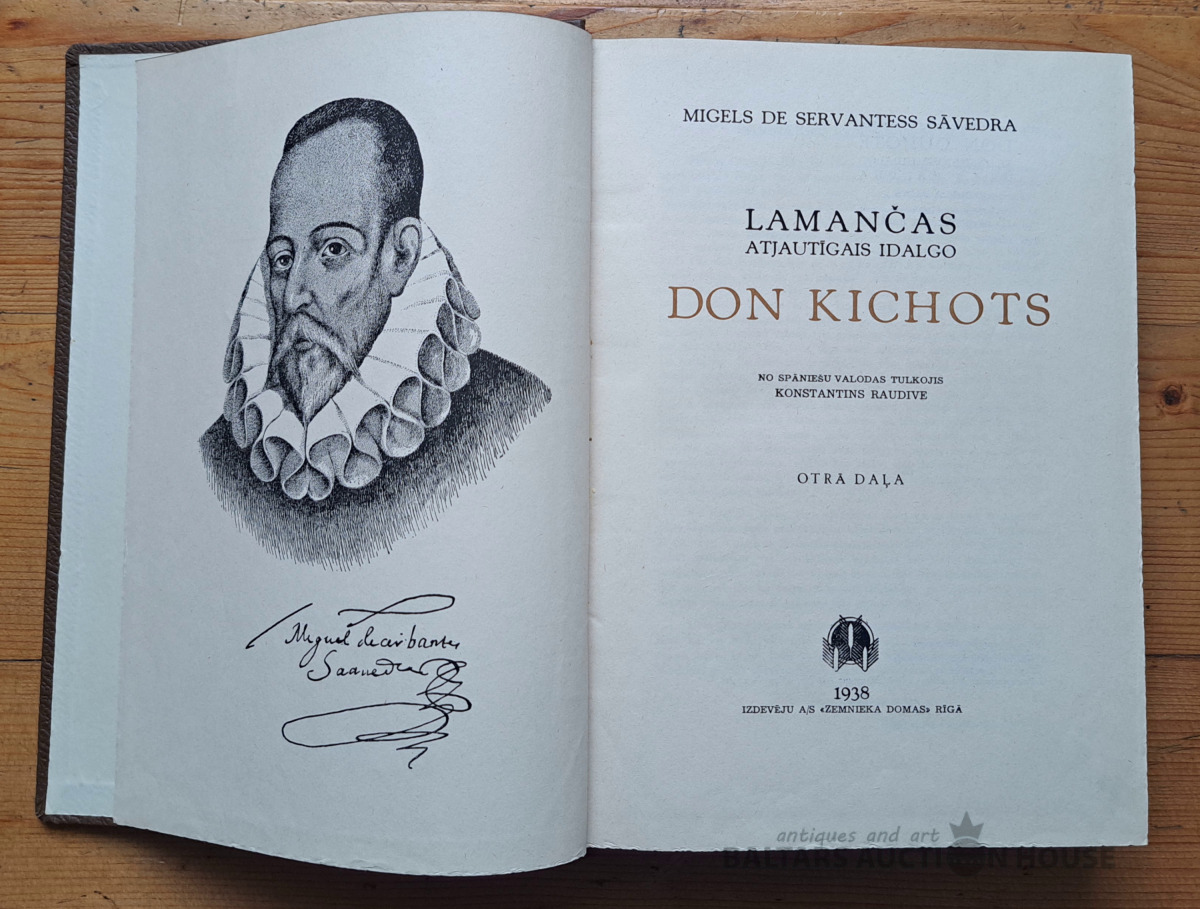 Miguel de cerbantes
Saavedra
MIGELS DE SERVANTESS SĀVEDRA
LAMANČAS
ATJAUTĪGAIS IDALGO
DON KICHOTS
NO SPĀNIEŠU VALODAS TULKOJIS
KONSTANTINS RAUDIVE
OTRĀ DAĻA
1938
IZDEVĒJU A/S «ZEMNIEKA DOMAS» RĪGĀ
antiques and art
BALTARS AUCTION HOUSE